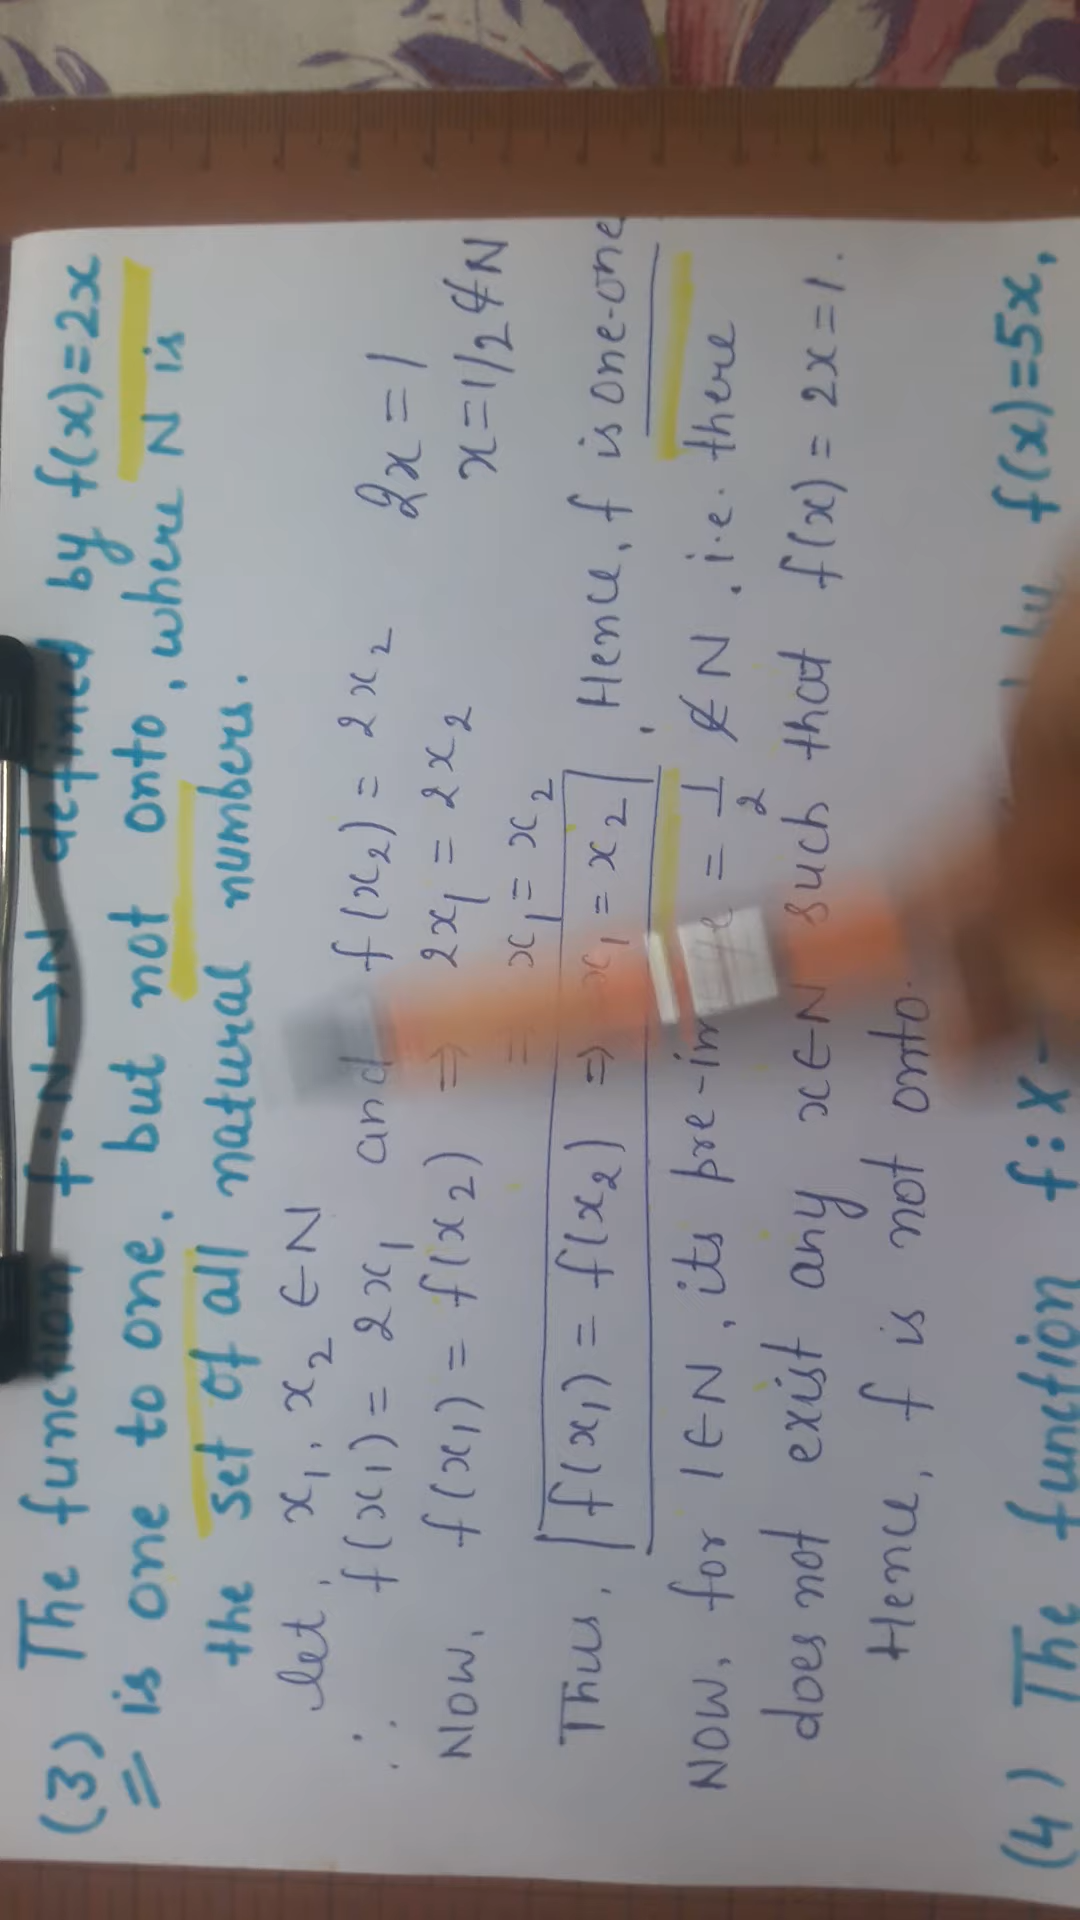 (3) The function f : N→N defined by f(x)=2x
is one to one, but not onto, where N is
the set of all natural numbers.
let, x₁, x₂ ∈ N
∴ f(x₁) = 2x₁ and f(x₂) = 2x₂ 2x = 1
Now, f(x₁) = f(x₂) ⇒ 2x₁ = 2x₂ x = 1/2 ∉ N
⇒ x₁ = x₂
Thus, f(x₁) = f(x₂) ⇒ x₁ = x₂ , Hence, f is one-one
Now, for 1 ∈ N, its pre-image = 1/2 ∉ N. i.e. there
does not exist any x ∈ N such that f(x) = 2x = 1.
Hence, f is not onto.
(4) The function f : x by f(x)=5x,